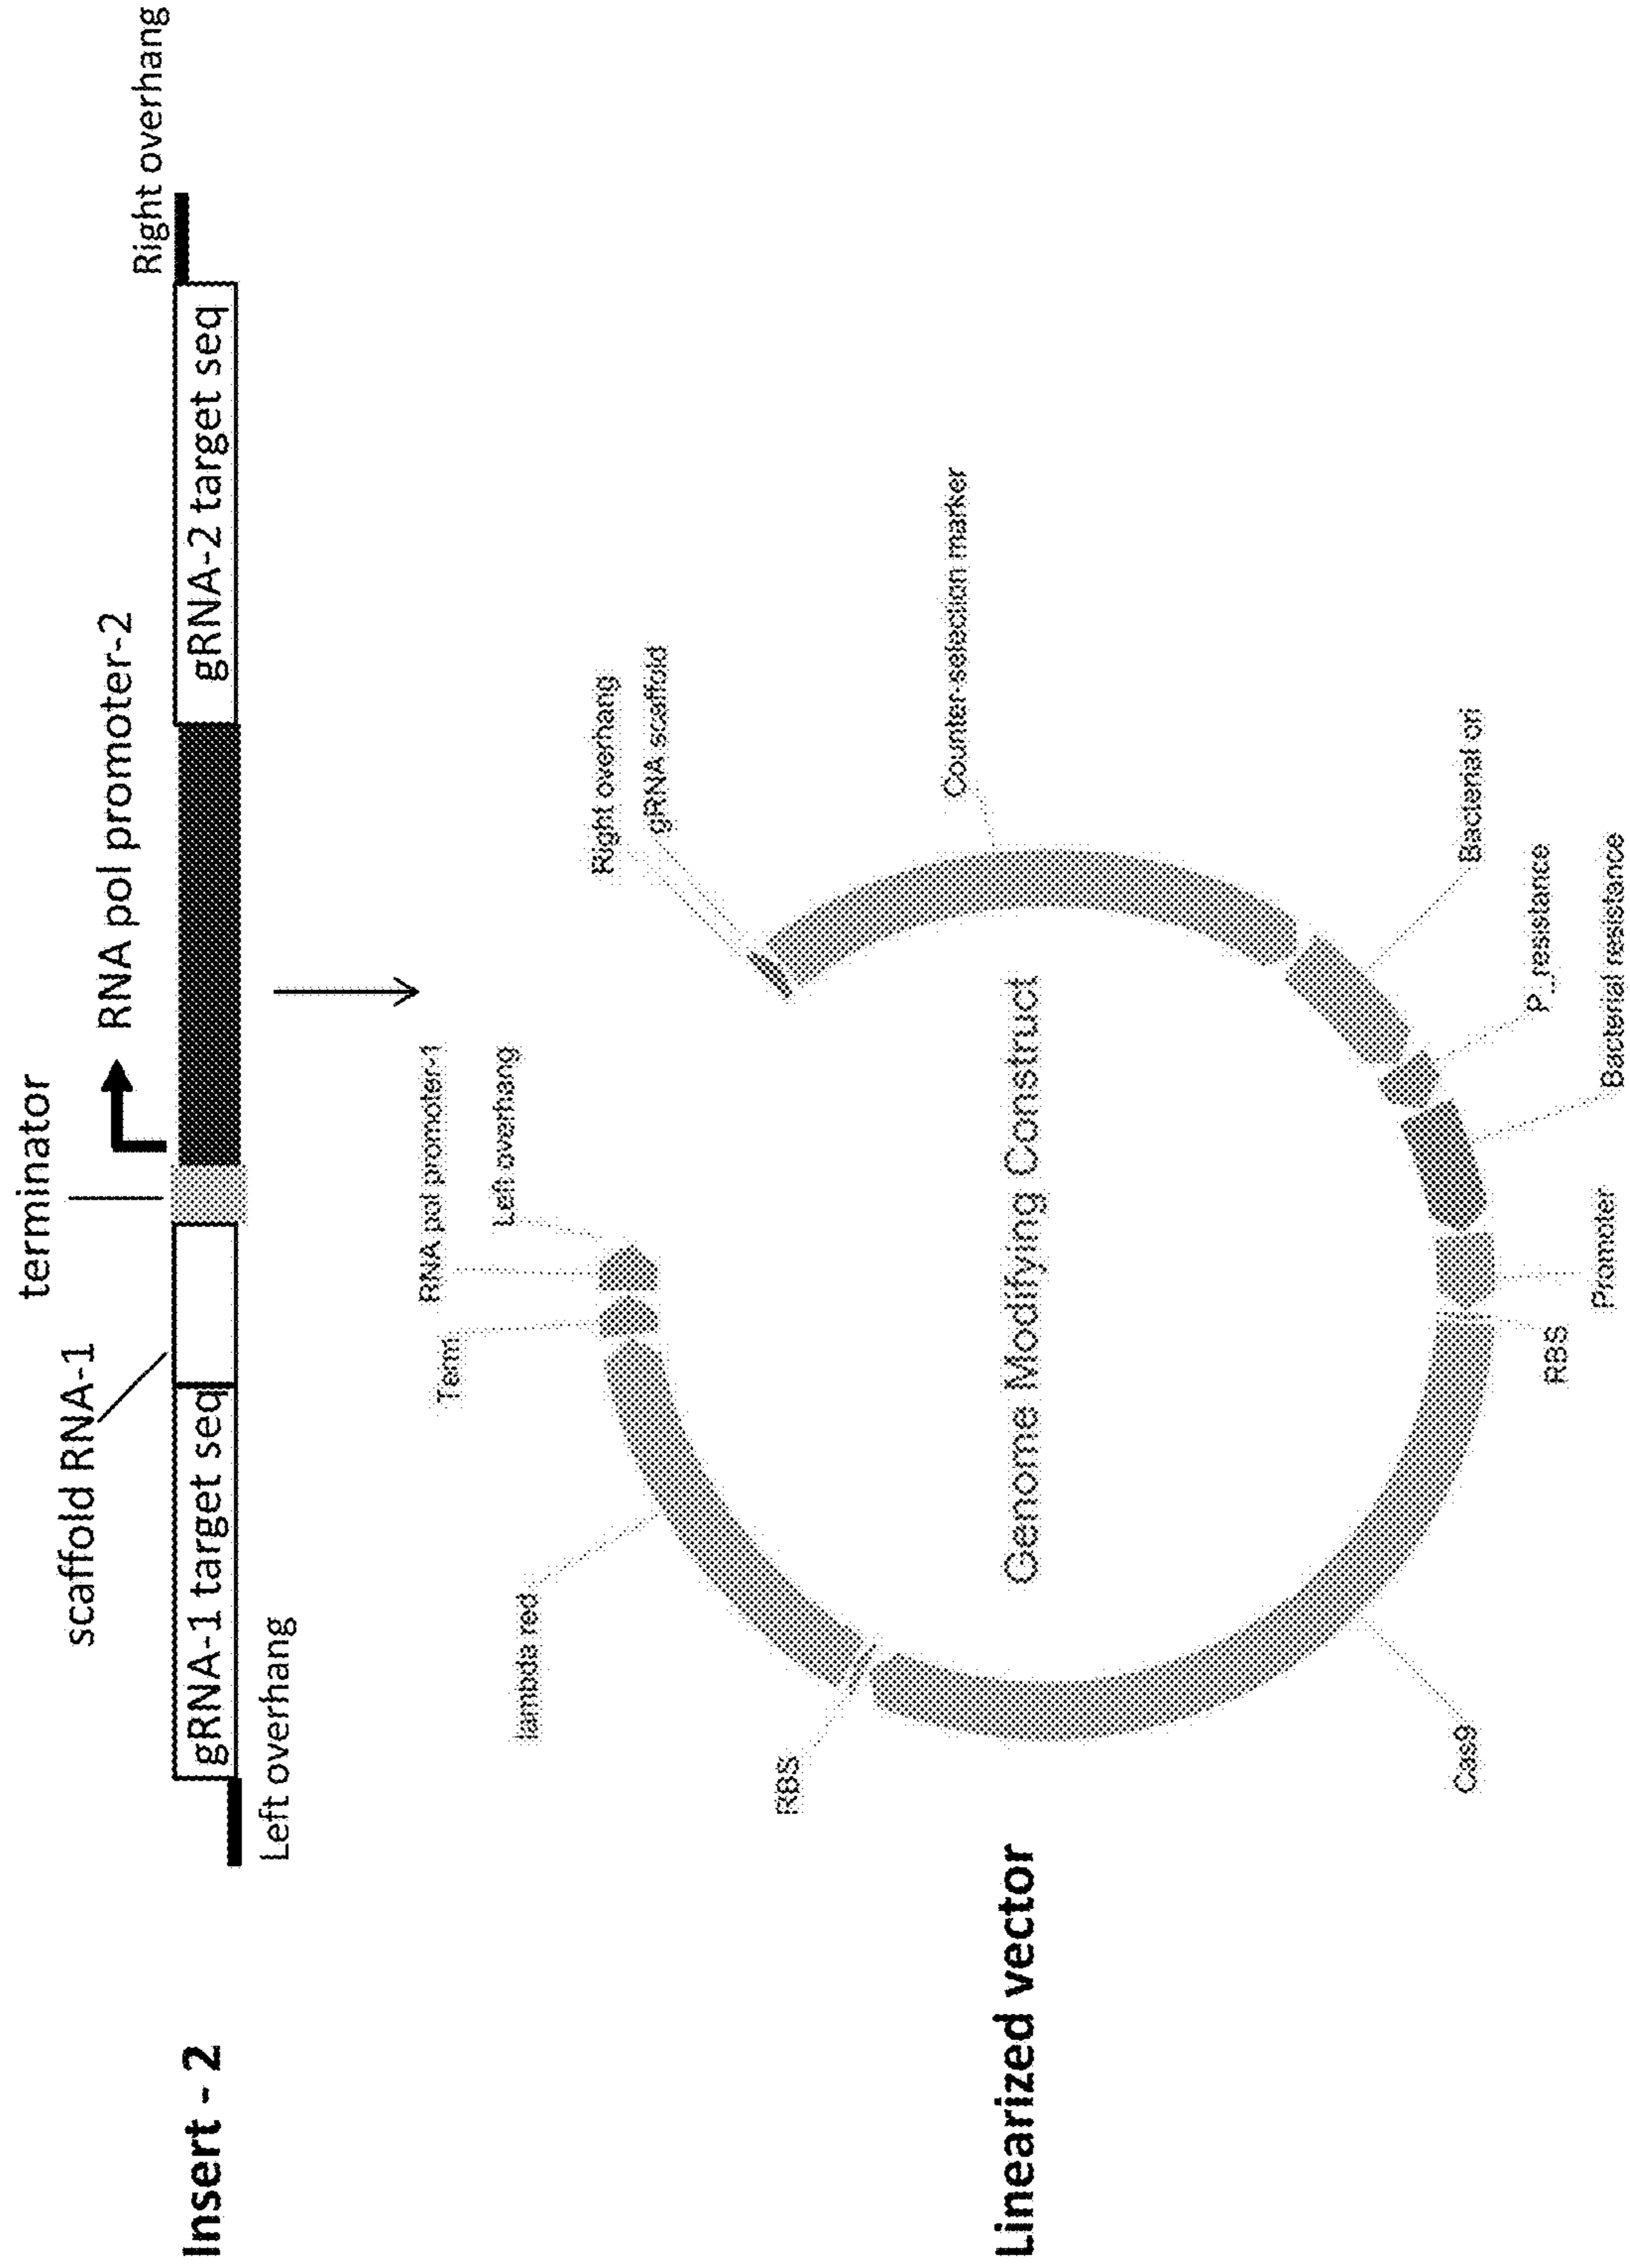 terminator
scaffold RNA-1
RNA pol promoter-2
Right overhang
Insert - 2
gRNA-1 target seq
gRNA-2 target seq
Left overhang
RNA pol promoter-1
Term
Left overhang
lambda red
Right overhang
gRNA scaffold
RBS
Counter-selection marker
Linearized vector
Genome Modifying Construct
Cas9
Bacterial ori
RBS
P_resistance
Promoter
Bacterial resistance